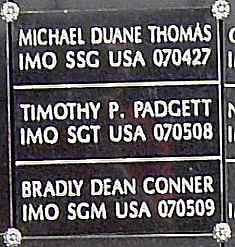 MICHAEL DUANE THOMAS
IMO SSG USA 070427
TIMOTHY P. PADGETT
IMO SGT USA 070508
BRADLY DEAN CONNER
IMO SGM USA 070509